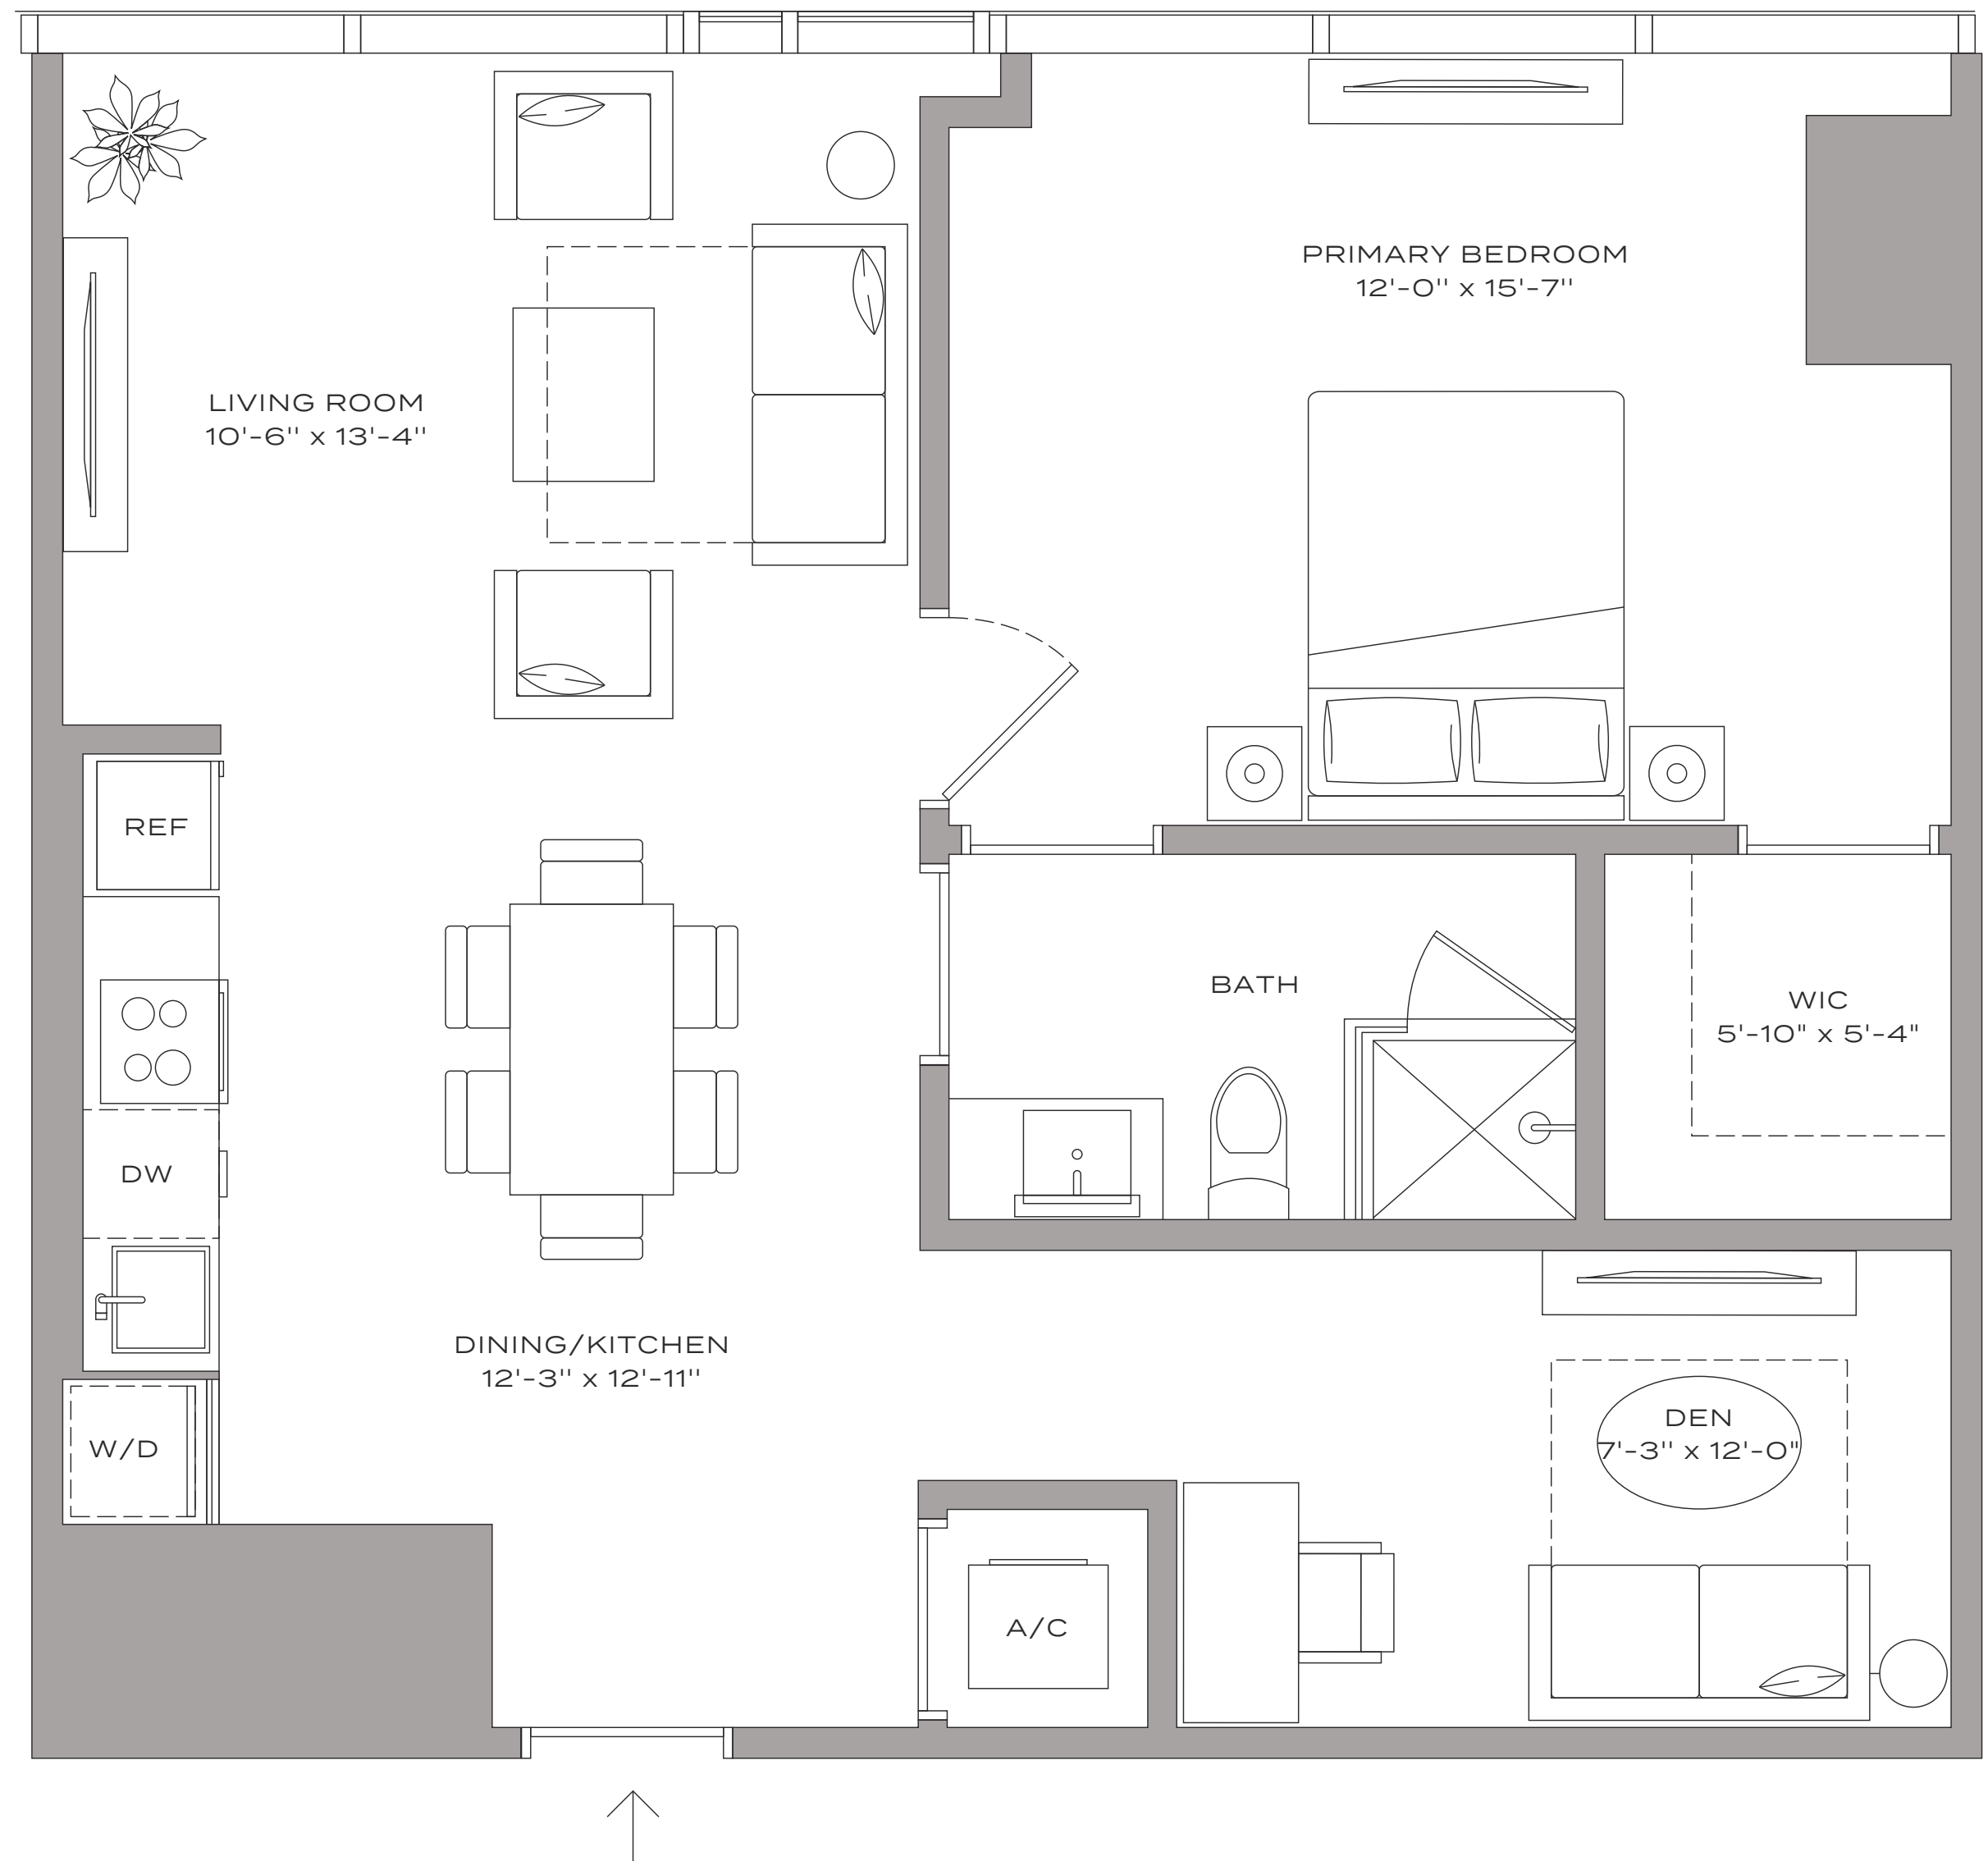 PRIMARY BEDROOM
12'-0" x 15'-7"
LIVING ROOM
10'-6" x 13'-4"
REF
BATH
WIC
5'-10" x 5'-4"
DW
DINING/KITCHEN
12'-3" x 12'-11"
DEN
7'-3" x 12'-0"
W/D
A/C